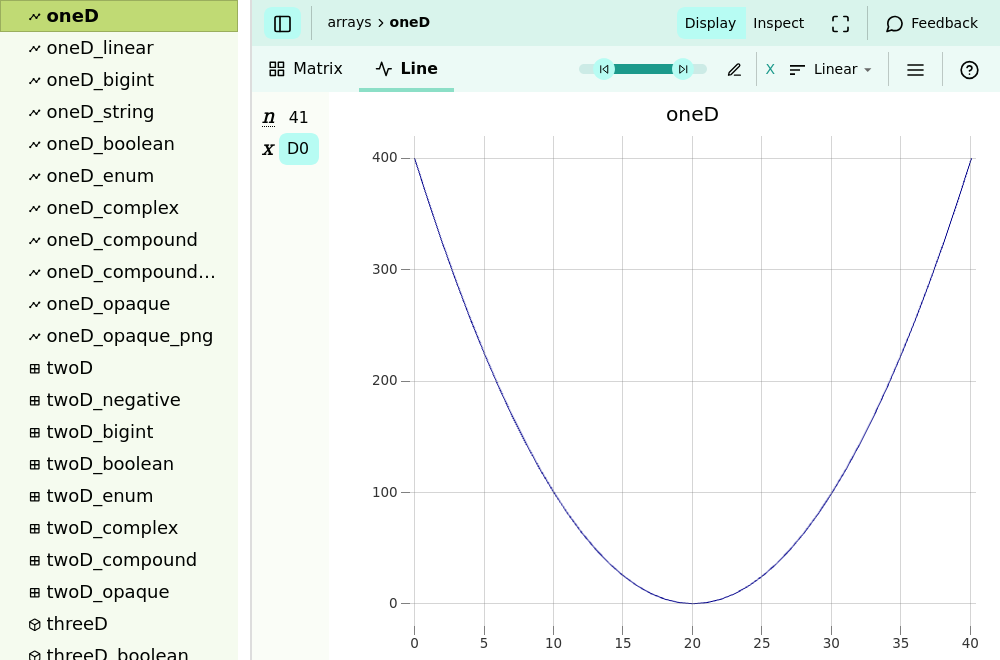 oneD
oneD_linear
oneD_bigint
oneD_string
oneD_boolean
oneD_enum
oneD_complex
oneD_compound
oneD_compound...
oneD_opaque
oneD_opaque_png
twoD
twoD_negative
twoD_bigint
twoD_boolean
twoD_enum
twoD_complex
twoD_compound
twoD_opaque
threeD
threeD_boolean
arrays > oneD
Display Inspect Feedback
Matrix Line X Linear
n 41
x D0
oneD
400
300
200
100
0
0 5 10 15 20 25 30 35 40